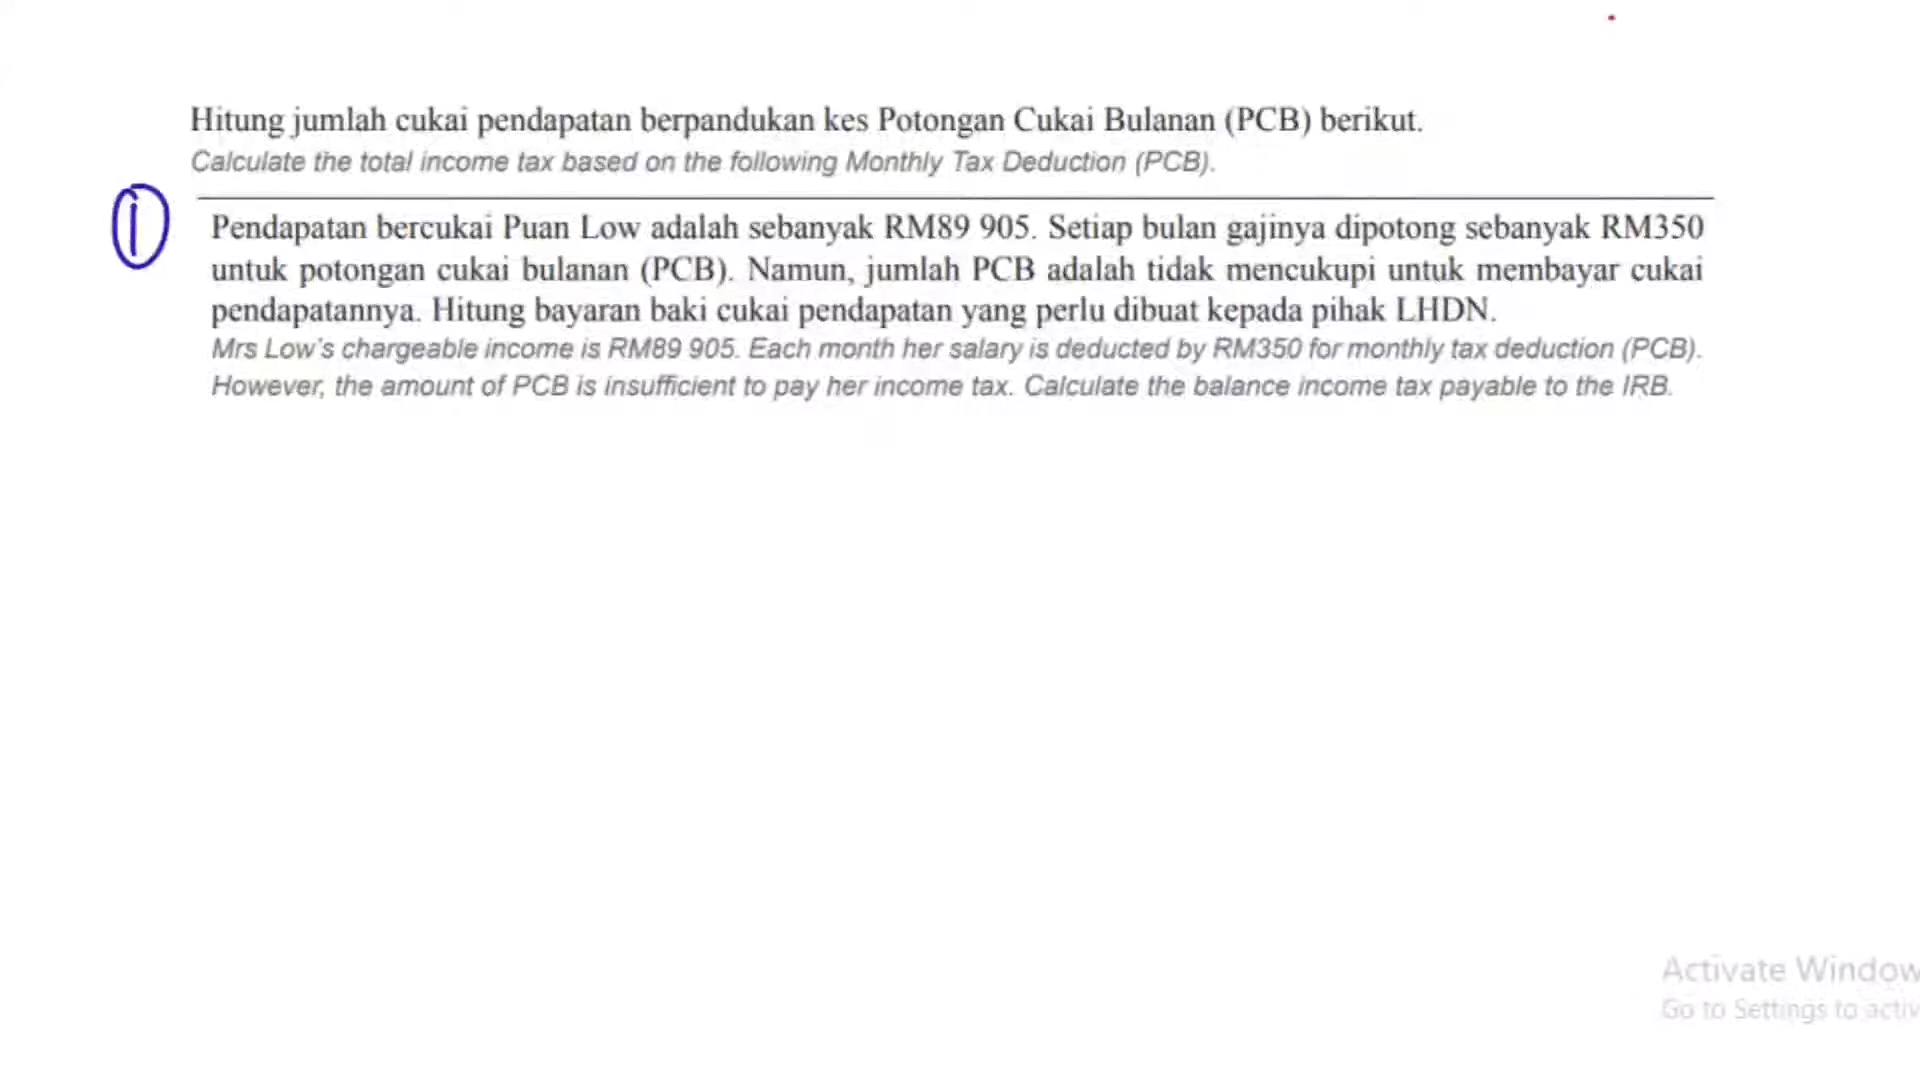 Hitung jumlah cukai pendapatan berpandukan kes Potongan Cukai Bulanan (PCB) berikut.
Calculate the total income tax based on the following Monthly Tax Deduction (PCB).
1
Pendapatan bercukai Puan Low adalah sebanyak RM89 905. Setiap bulan gajinya dipotong sebanyak RM350
untuk potongan cukai bulanan (PCB). Namun, jumlah PCB adalah tidak mencukupi untuk membayar cukai
pendapatannya. Hitung bayaran baki cukai pendapatan yang perlu dibuat kepada pihak LHDN.
Mrs Low's chargeable income is RM89 905. Each month her salary is deducted by RM350 for monthly tax deduction (PCB).
However, the amount of PCB is insufficient to pay her income tax. Calculate the balance income tax payable to the IRB.
Activate Window
Go to Settings to activ